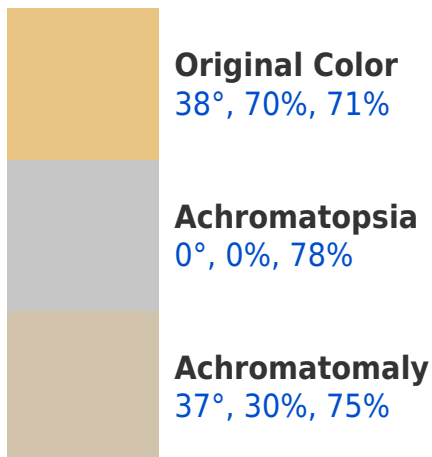 Original Color
38°, 70%, 71%
Achromatopsia
0°, 0%, 78%
Achromatomaly
37°, 30%, 75%